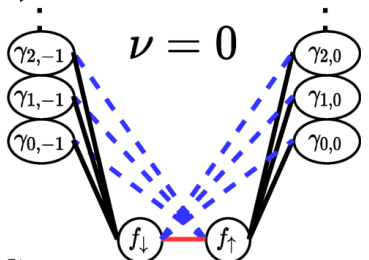 ν = 0
γ₂,₋₁ γ₂,₀
γ₁,₋₁ γ₁,₀
γ₀,₋₁ γ₀,₀
f↓ f↑